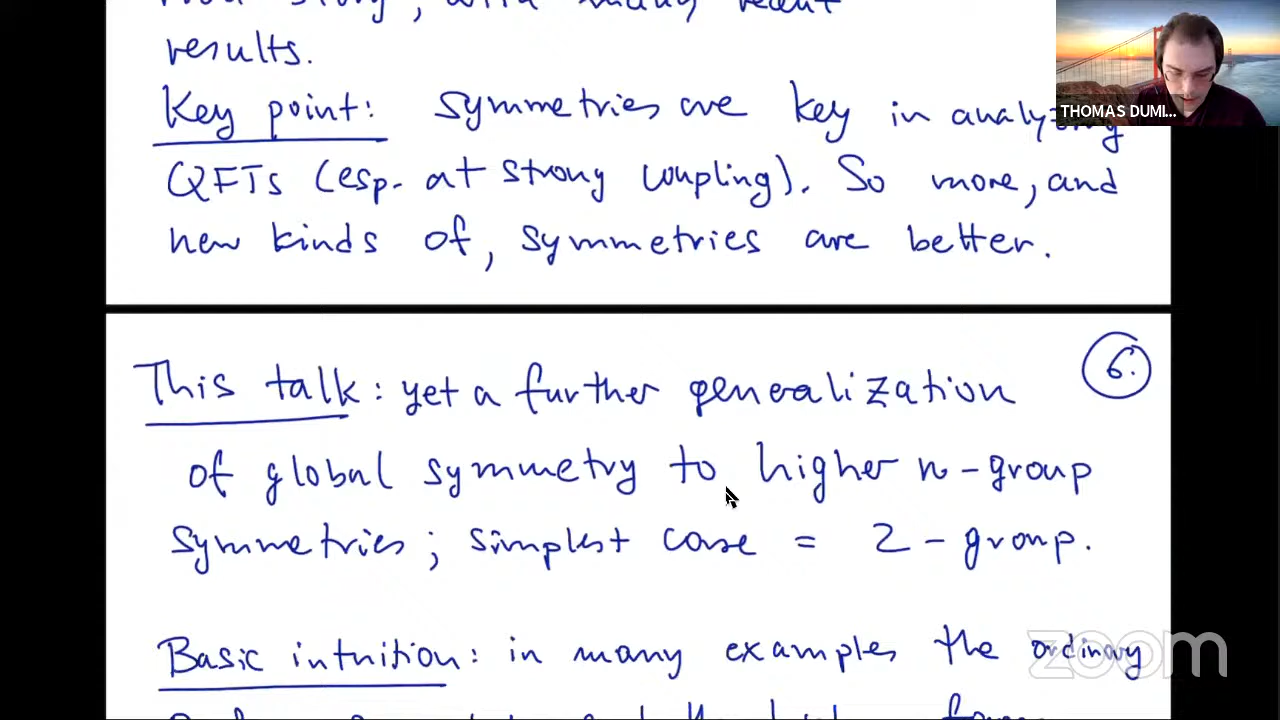 results.
Key point: symmetries are key in analyzing
THOMAS DUMI...
QFTs (esp. at strong coupling). So more, and
new kinds of, symmetries are better.
6.
This talk: yet a further generalization
of global symmetry to higher n-group
symmetries; simplest case = 2-group.
Basic intuition: in many examples the ordinary
zoom